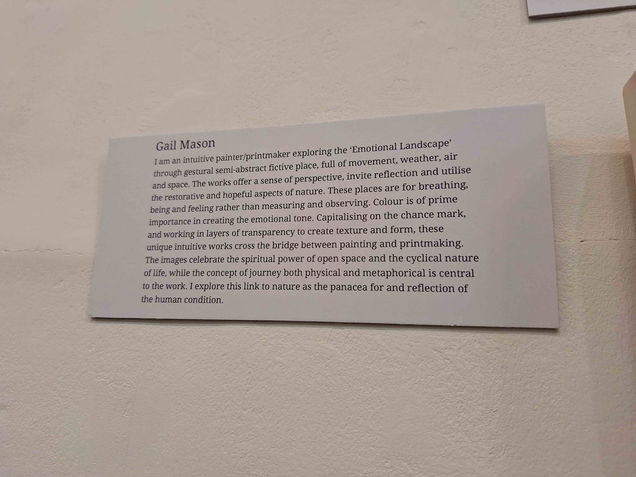 Gail Mason
I am an intuitive painter/printmaker exploring the ‘Emotional Landscape’
through gestural semi-abstract fictive place, full of movement, weather, air
and space. The works offer a sense of perspective, invite reflection and utilise
the restorative and hopeful aspects of nature. These places are for breathing,
being and feeling rather than measuring and observing. Colour is of prime
importance in creating the emotional tone. Capitalising on the chance mark,
and working in layers of transparency to create texture and form, these
unique intuitive works cross the bridge between painting and printmaking.
The images celebrate the spiritual power of open space and the cyclical nature
of life, while the concept of journey both physical and metaphorical is central
to the work. I explore this link to nature as the panacea for and reflection of
the human condition.